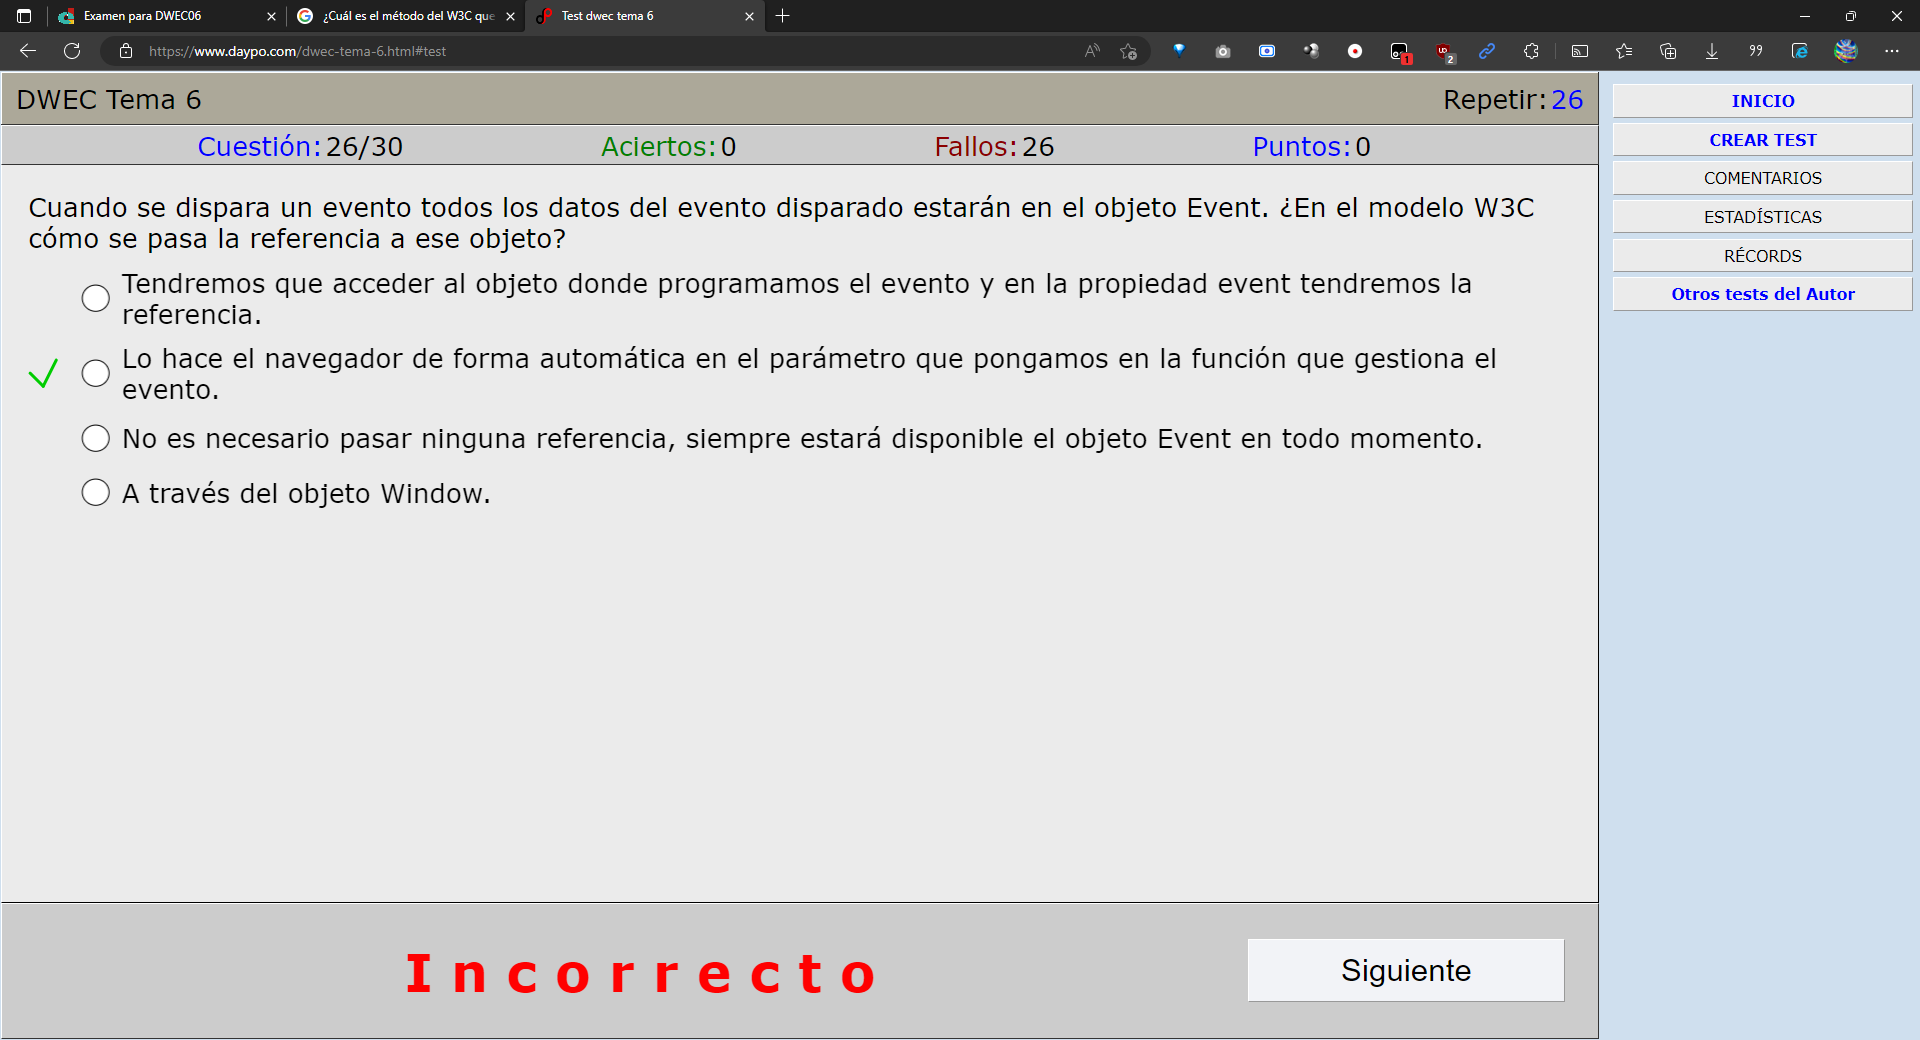 Examen para DWEC06
¿Cuál es el método del W3C que
Test dwec tema 6
https://www.daypo.com/dwec-tema-6.html#test
1
2
DWEC Tema 6
Repetir: 26
Cuestión: 26/30
Aciertos: 0
Fallos: 26
Puntos: 0
Cuando se dispara un evento todos los datos del evento disparado estarán en el objeto Event. ¿En el modelo W3C
cómo se pasa la referencia a ese objeto?
Tendremos que acceder al objeto donde programamos el evento y en la propiedad event tendremos la
referencia.
Lo hace el navegador de forma automática en el parámetro que pongamos en la función que gestiona el
evento.
No es necesario pasar ninguna referencia, siempre estará disponible el objeto Event en todo momento.
A través del objeto Window.
Incorrecto
Siguiente
INICIO
CREAR TEST
COMENTARIOS
ESTADÍSTICAS
RÉCORDS
Otros tests del Autor